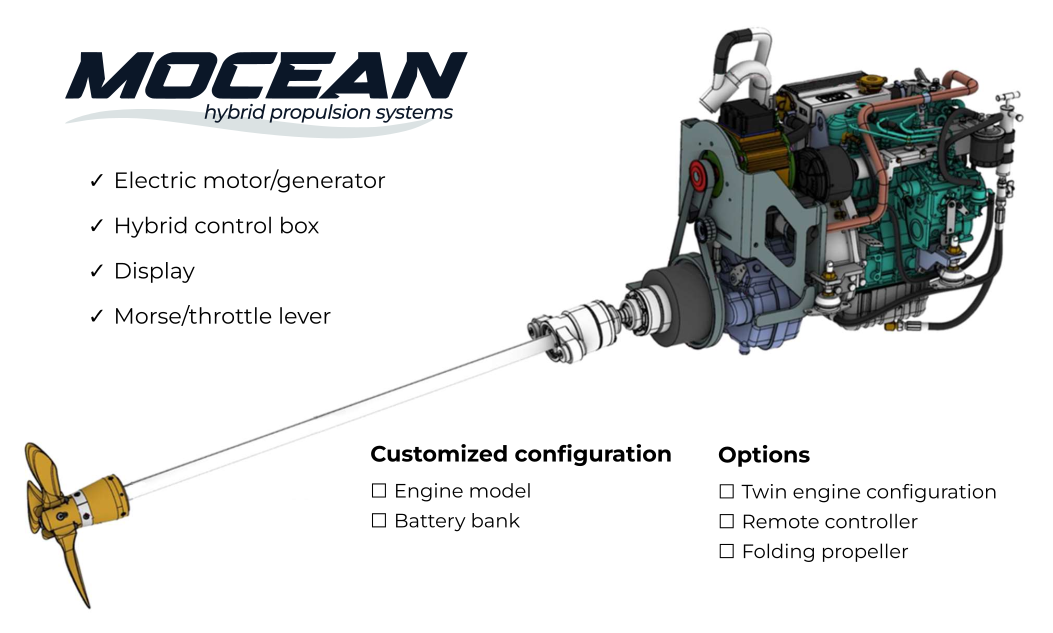 MOCEAN
hybrid propulsion systems
✓ Electric motor/generator
✓ Hybrid control box
✓ Display
✓ Morse/throttle lever
Customized configuration
☐ Engine model
☐ Battery bank
Options
☐ Twin engine configuration
☐ Remote controller
☐ Folding propeller